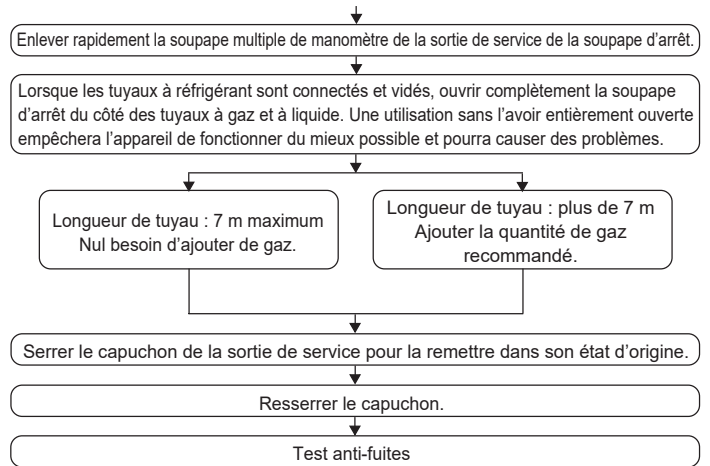 Enlever rapidement la soupape multiple de manomètre de la sortie de service de la soupape d'arrêt.
Lorsque les tuyaux à réfrigérant sont connectés et vidés, ouvrir complètement la soupape
d'arrêt du côté des tuyaux à gaz et à liquide. Une utilisation sans l'avoir entièrement ouverte
empêchera l'appareil de fonctionner du mieux possible et pourra causer des problèmes.
Longueur de tuyau : 7 m maximum
Nul besoin d'ajouter de gaz.
Longueur de tuyau : plus de 7 m
Ajouter la quantité de gaz
recommandé.
Serrer le capuchon de la sortie de service pour la remettre dans son état d'origine.
Resserrer le capuchon.
Test anti-fuites